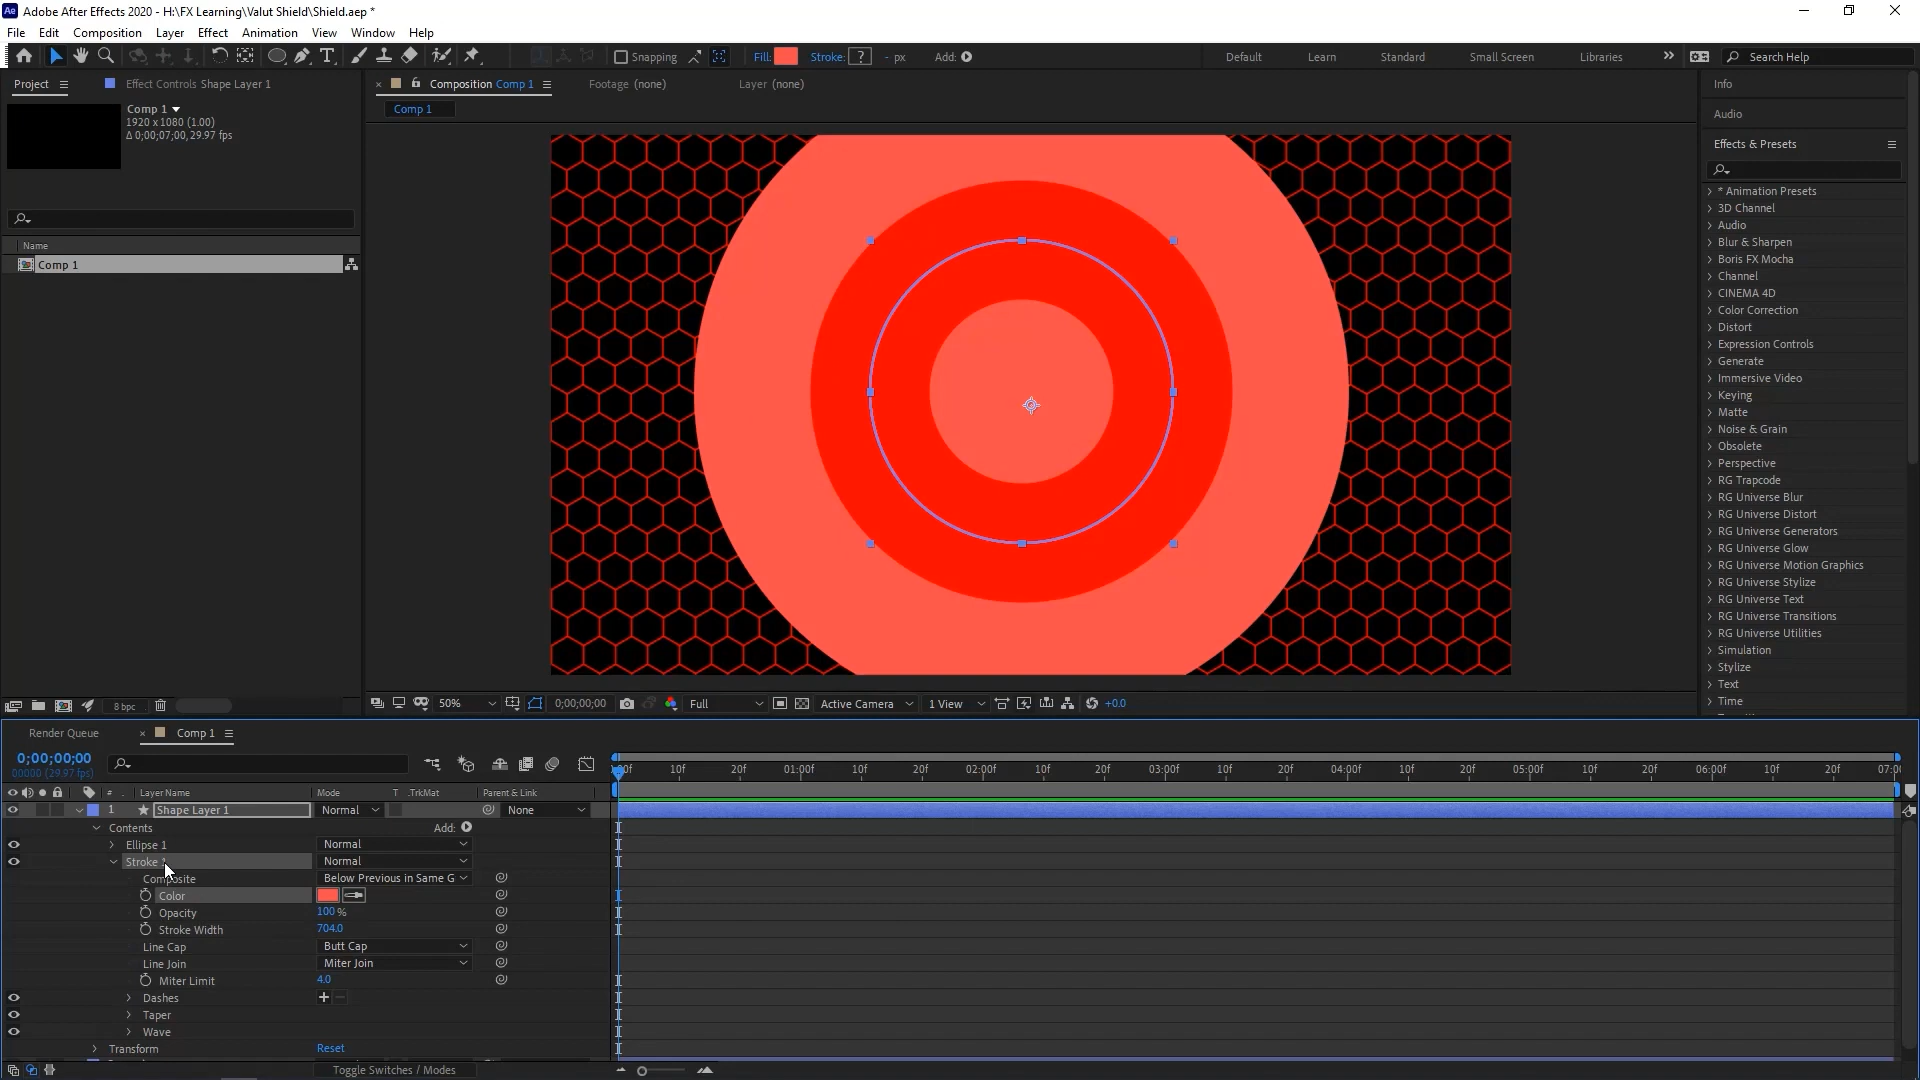 Adobe After Effects 2020 - H:\FX Learning\Valut Shield\Shield.aep *
File Edit Composition Layer Effect Animation View Window Help
Snapping Fill: Stroke: ? - px Add: Default Learn Standard Small Screen Libraries Search Help
Project Effect Controls Shape Layer 1 Composition Comp 1 Footage (none) Layer (none) Info
Comp 1
1920 x 1080 (1.00)
Δ 0;00;07;00, 29.97 fps
Name
Comp 1
8 bpc
Comp 1
50% 0;00;00;00 Full Active Camera 1 View +0.0
Audio
Effects & Presets
* Animation Presets
3D Channel
Audio
Blur & Sharpen
Boris FX Mocha
Channel
CINEMA 4D
Color Correction
Distort
Expression Controls
Generate
Immersive Video
Keying
Matte
Noise & Grain
Obsolete
Perspective
RG Trapcode
RG Universe Blur
RG Universe Distort
RG Universe Generators
RG Universe Glow
RG Universe Motion Graphics
RG Universe Stylize
RG Universe Text
RG Universe Transitions
RG Universe Utilities
Simulation
Stylize
Text
Time
Render Queue Comp 1
0;00;00;00
00000 (29.97 fps)
10f 20f 01:00f 10f 20f 02:00f 10f 20f 03:00f 10f 20f 04:00f 10f 20f 05:00f 10f 20f 06:00f 10f 20f
# Layer Name Mode T .TrkMat Parent & Link
1 Shape Layer 1 Normal None
Contents Add:
Ellipse 1 Normal
Stroke 1 Normal
Composite Below Previous in Same G
Color
Opacity 100 %
Stroke Width 704.0
Line Cap Butt Cap
Line Join Miter Join
Miter Limit 4.0
Dashes
Taper
Wave
Transform Reset
Toggle Switches / Modes